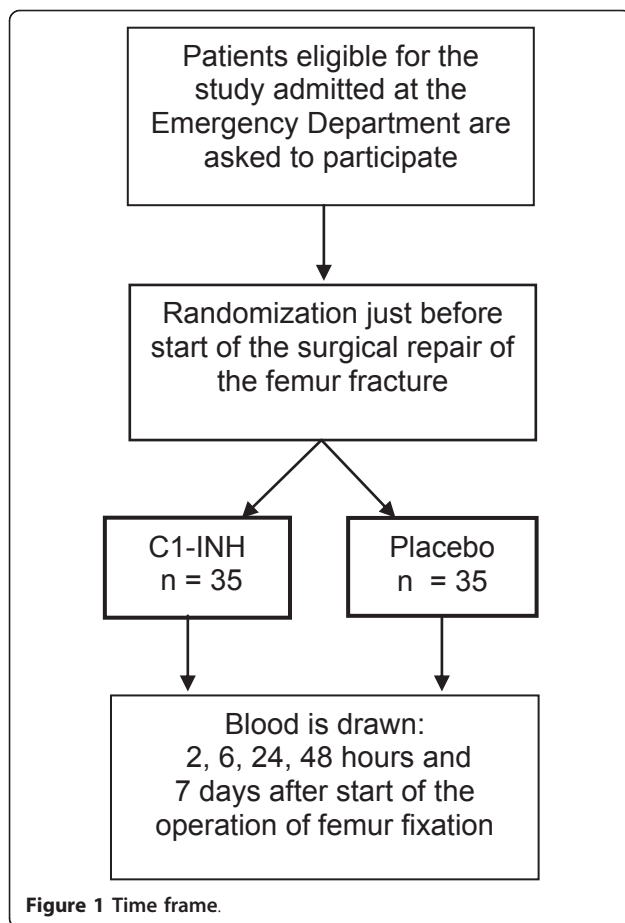 Patients eligible for the
study admitted at the
Emergency Department are
asked to participate
Randomization just before
start of the surgical repair of
the femur fracture
C1-INH
n = 35
Placebo
n = 35
Blood is drawn:
2, 6, 24, 48 hours and
7 days after start of the
operation of femur fixation
Figure 1 Time frame.